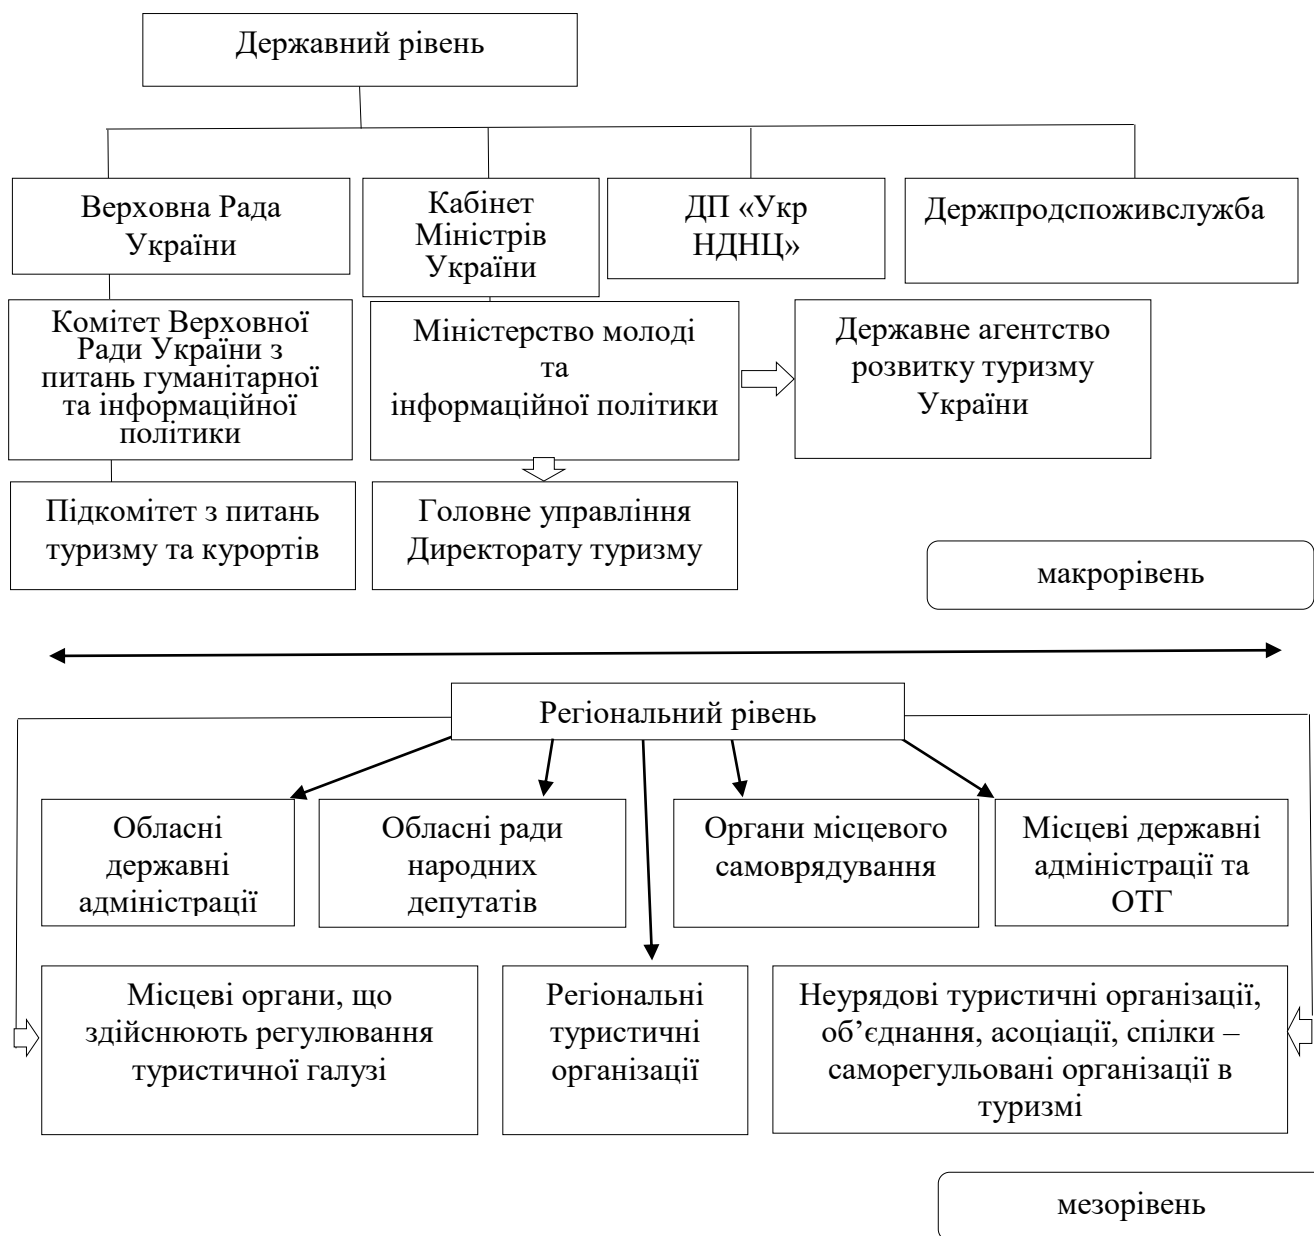 Державний рівень
Верховна Рада
України
Кабінет
Міністрів
України
ДП «Укр
НДНЦ»
Держпродспоживслужба
Комітет Верховної
Ради України з
питань гуманітарної
та інформаційної
політики
Міністерство молоді
та
інформаційної політики
Державне агентство
розвитку туризму
України
Підкомітет з питань
туризму та курортів
Головне управління
Директорату туризму
макрорівень
Регіональний рівень
Обласні
державні
адміністрації
Обласні ради
народних
депутатів
Органи місцевого
самоврядування
Місцеві державні
адміністрації та
ОТГ
Місцеві органи, що
здійснюють регулювання
туристичної галузі
Регіональні
туристичні
організації
Неурядові туристичні організації,
об’єднання, асоціації, спілки –
саморегульовані організації в
туризмі
мезорівень